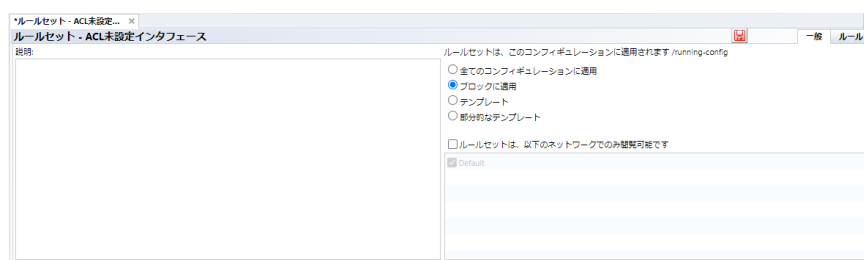 *ルールセット - ACL未設定...
ルールセット - ACL未設定インタフェース
一般 ルール
説明:
ルールセットは、このコンフィギュレーションに適用されます /running-config
全てのコンフィギュレーションに適用
ブロックに適用
テンプレート
部分的なテンプレート
ルールセットは、以下のネットワークでのみ閲覧可能です
Default